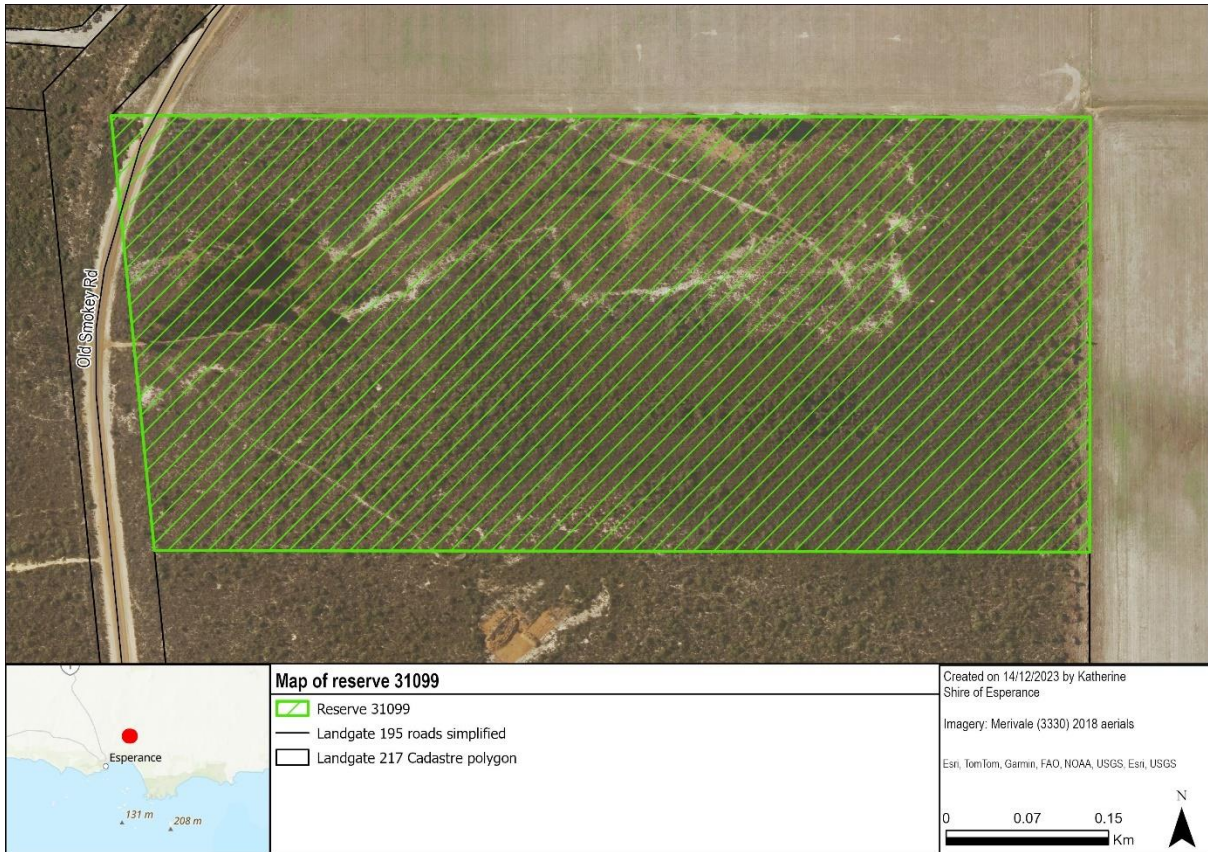 Old Smokey Rd
Esperance
131 m
208 m
Map of reserve 31099
Reserve 31099
Landgate 195 roads simplified
Landgate 217 Cadastre polygon
Created on 14/12/2023 by Katherine
Shire of Esperance
Imagery: Merivale (3330) 2018 aerials
Esri, TomTom, Garmin, FAO, NOAA, USGS, Esri, USGS
N
0 0.07 0.15
Km